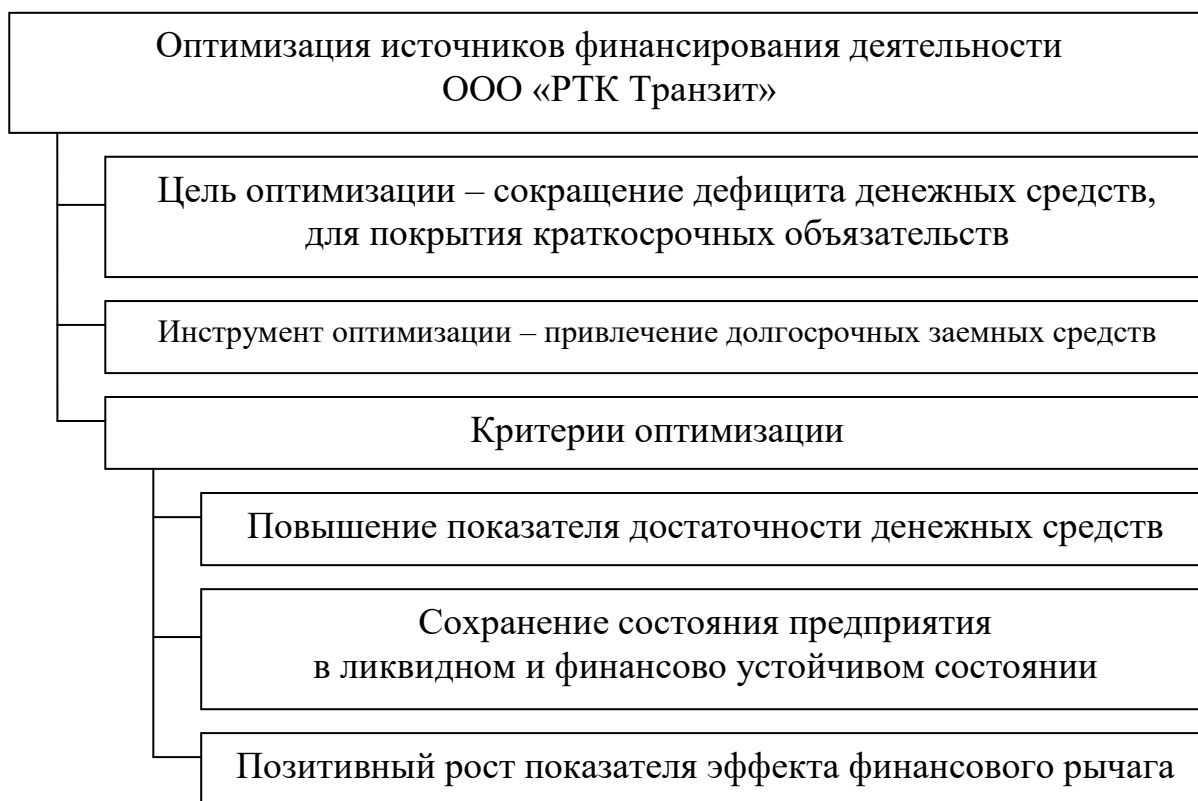 Оптимизация источников финансирования деятельности
ООО «РТК Транзит»
Цель оптимизации – сокращение дефицита денежных средств,
для покрытия краткосрочных объязательств
Инструмент оптимизации – привлечение долгосрочных заемных средств
Критерии оптимизации
Повышение показателя достаточности денежных средств
Сохранение состояния предприятия
в ликвидном и финансово устойчивом состоянии
Позитивный рост показателя эффекта финансового рычага